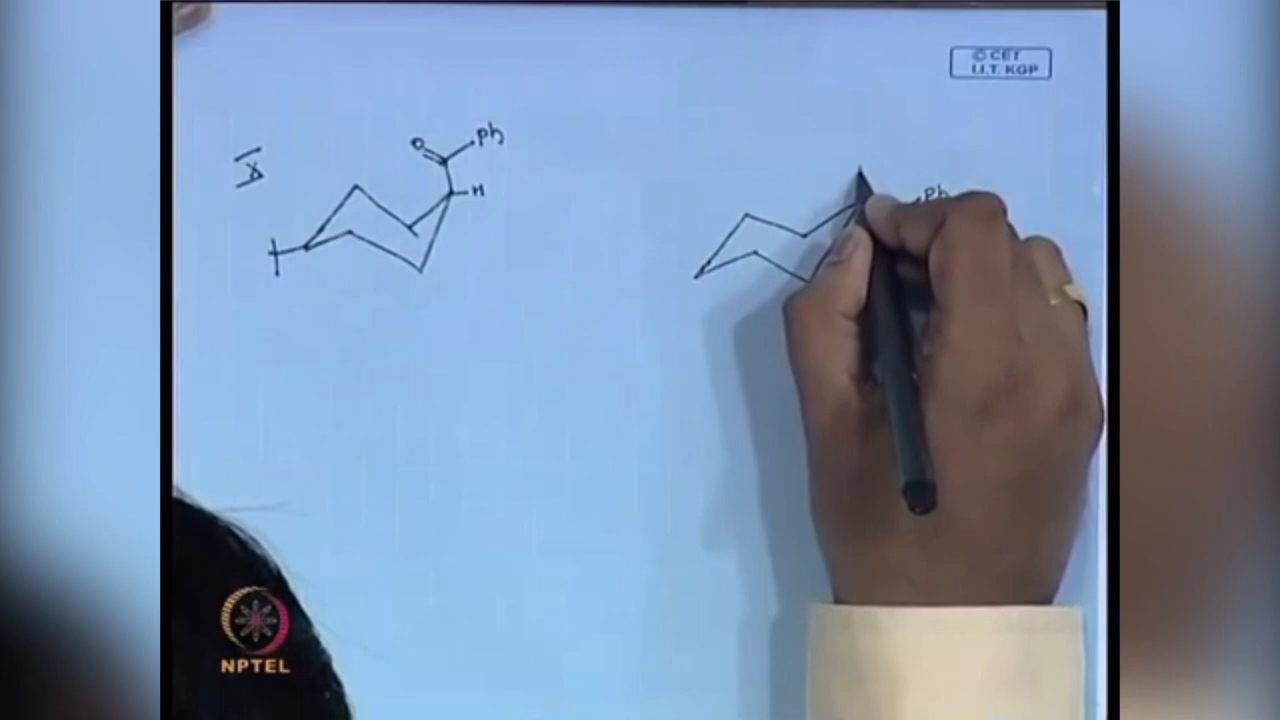 © CET
I.I.T. KGP
O
Ph
H
Ph
NPTEL